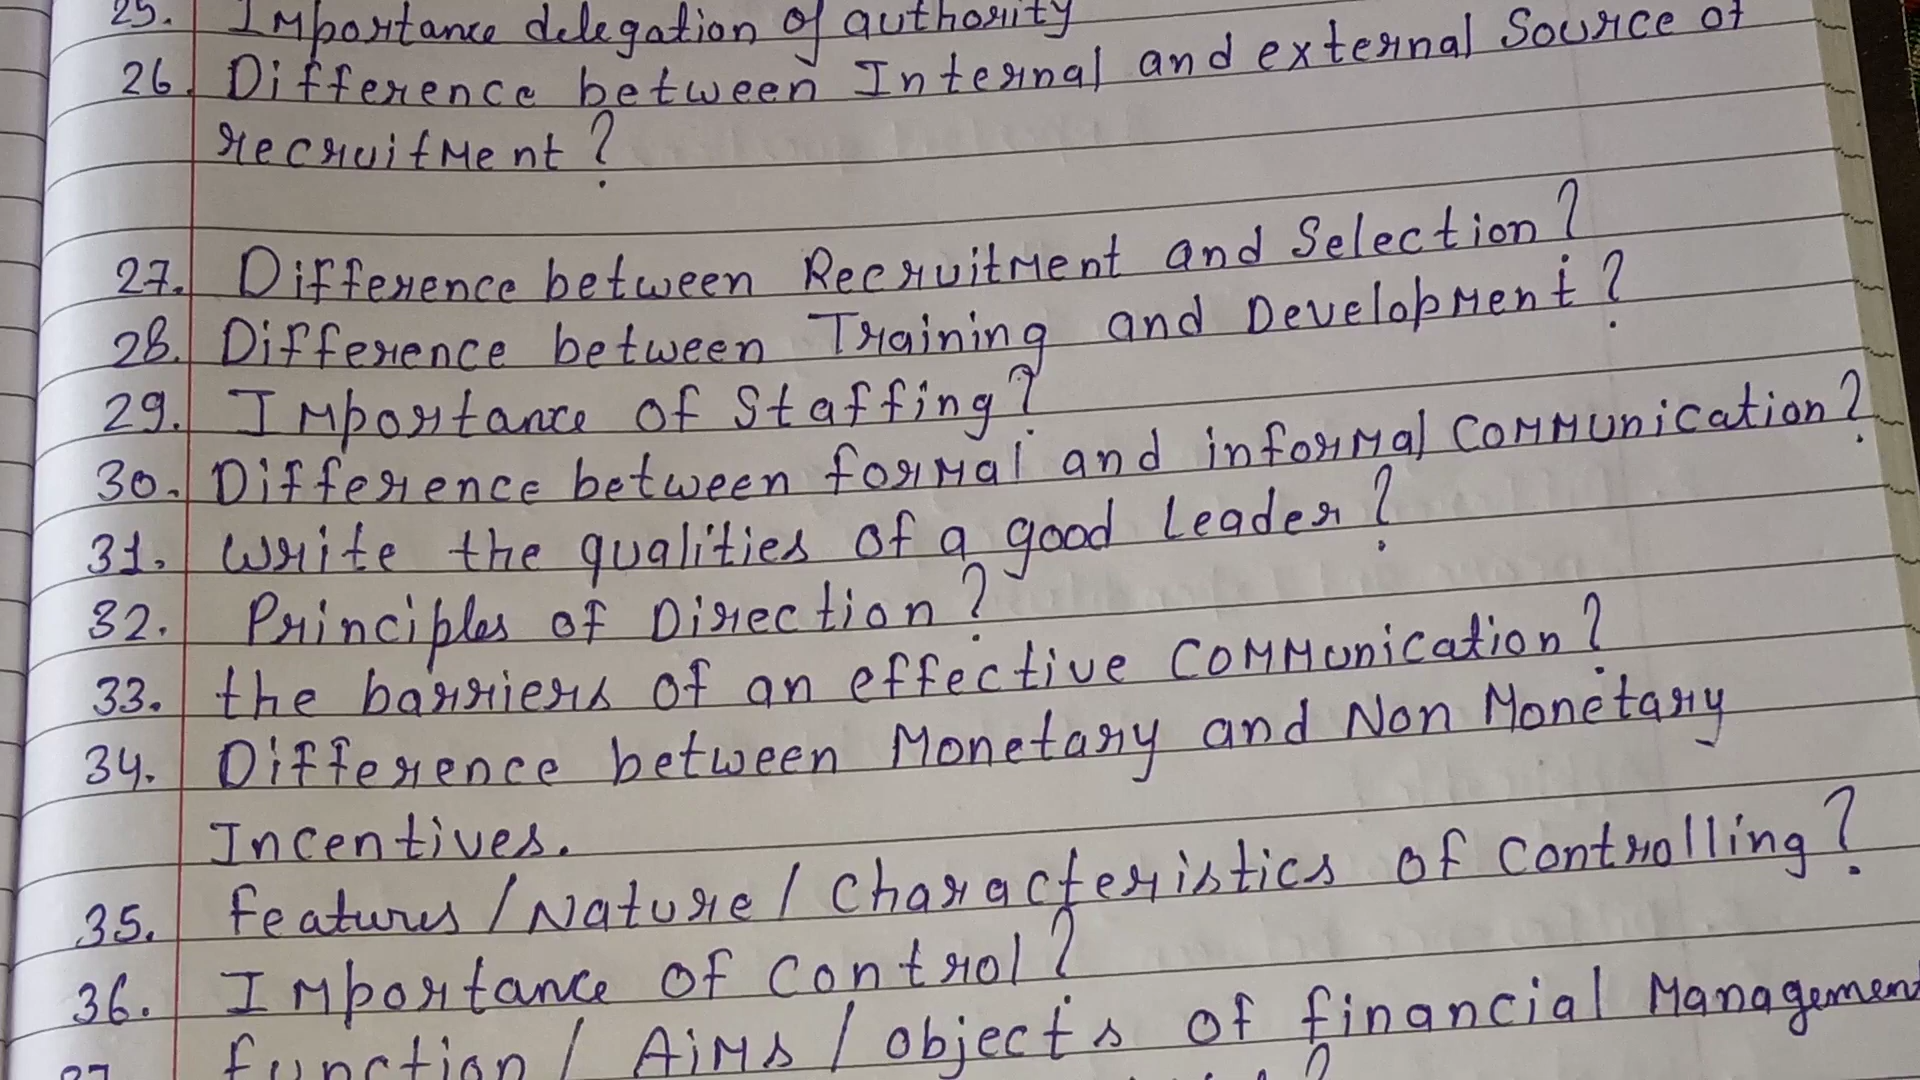 25. Importance delegation of authority
26. Difference between Internal and external Source of
recruitment?
27. Difference between Recruitment and Selection?
28. Difference between Training and Development?
29. Importance of Staffing?
30. Difference between formal and informal communication?
31. Write the qualities of a good Leader?
32. Principles of Direction?
33. the barriers of an effective communication?
34. Difference between Monetary and Non Monetary
Incentives.
35. features/Nature/Characteristics of Controlling?
36. Importance of Control?
37 function/ Aims/objects of financial Management